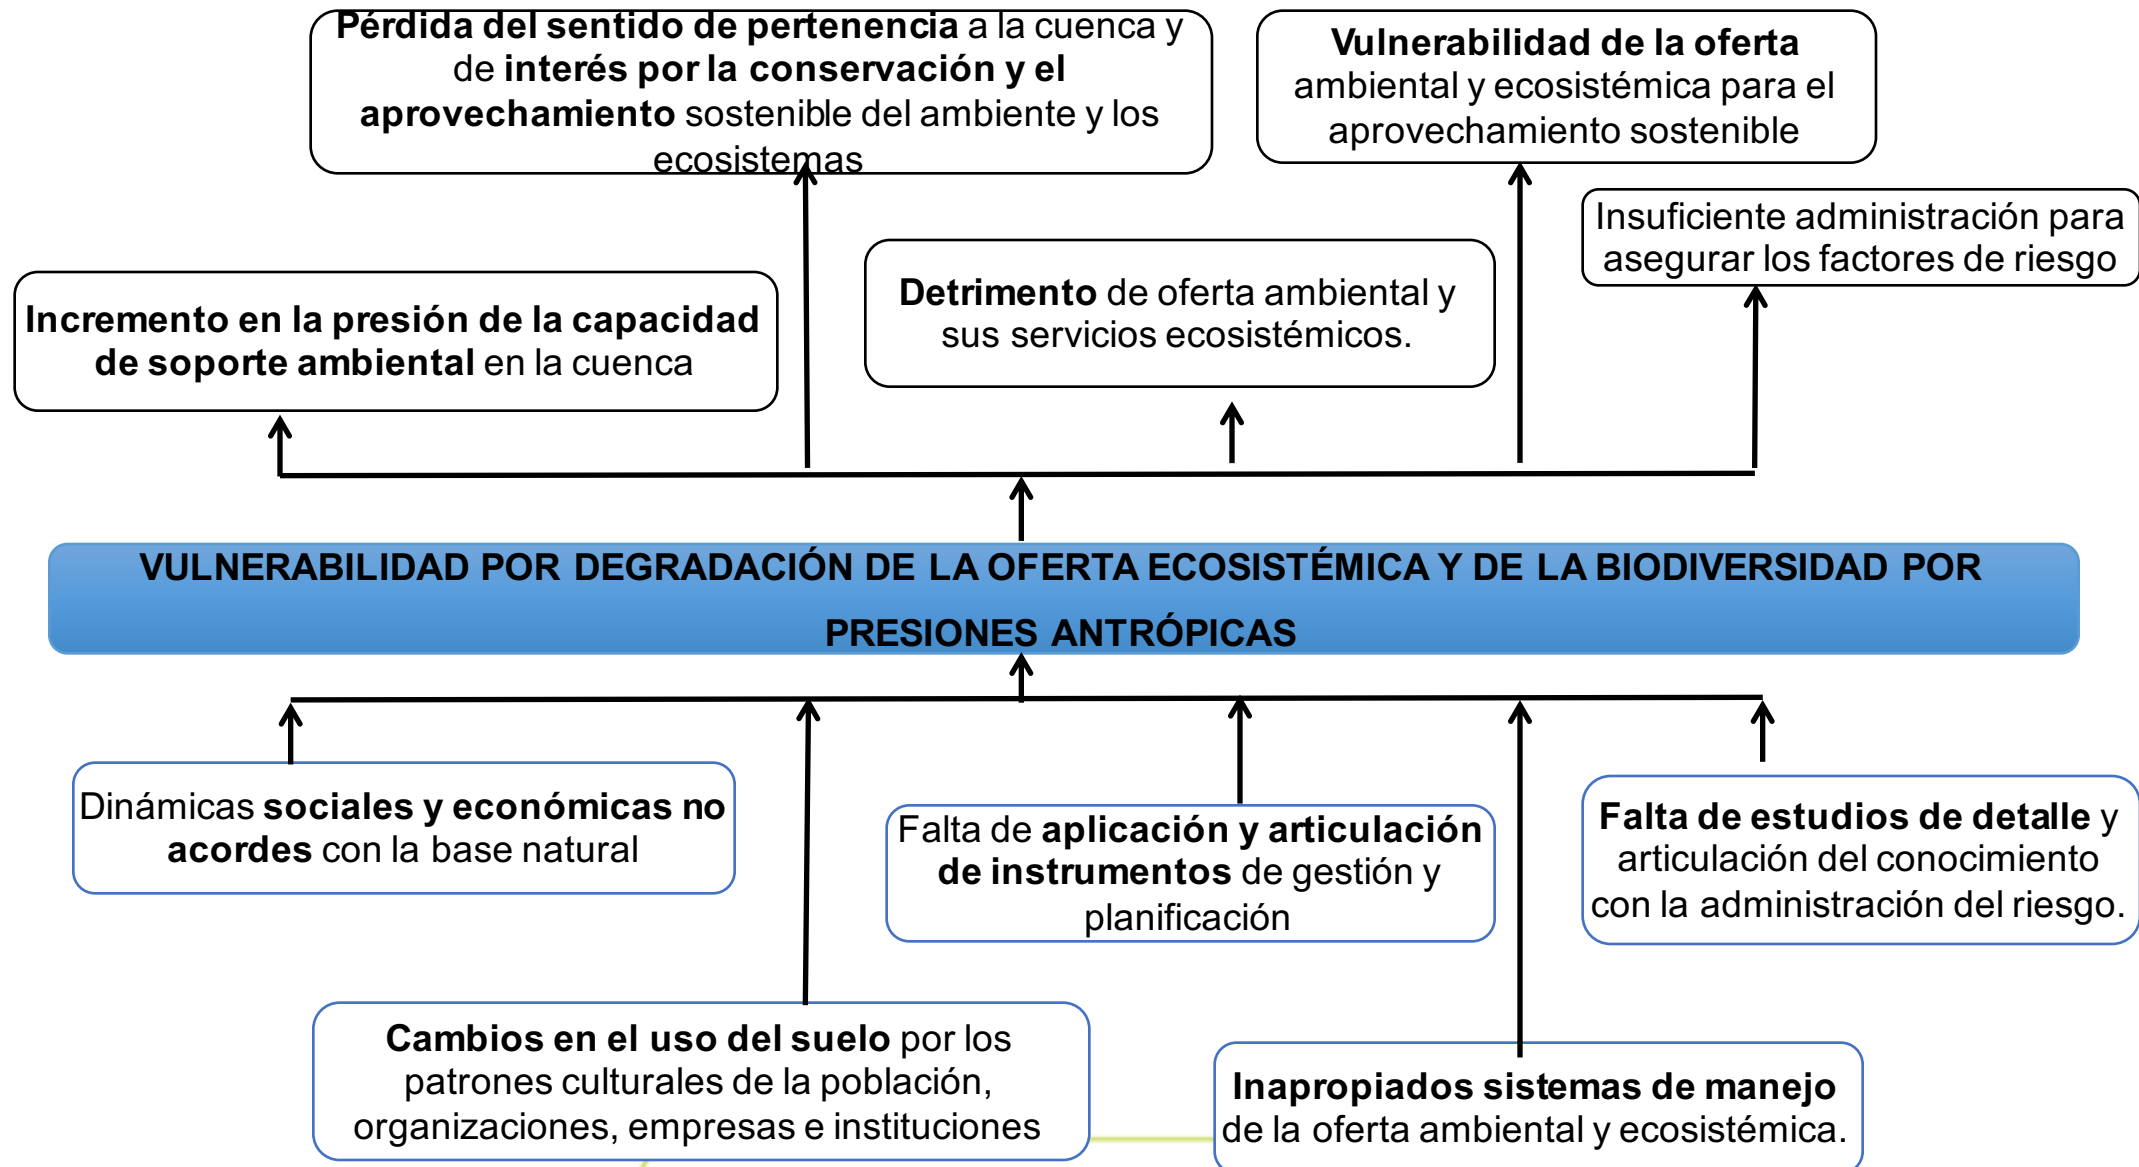 Pérdida del sentido de pertenencia a la cuenca y
de interés por la conservación y el
aprovechamiento sostenible del ambiente y los
ecosistemas
Vulnerabilidad de la oferta
ambiental y ecosistémica para el
aprovechamiento sostenible
Insuficiente administración para
asegurar los factores de riesgo
Incremento en la presión de la capacidad
de soporte ambiental en la cuenca
Detrimento de oferta ambiental y
sus servicios ecosistémicos.
VULNERABILIDAD POR DEGRADACIÓN DE LA OFERTA ECOSISTÉMICA Y DE LA BIODIVERSIDAD POR
PRESIONES ANTRÓPICAS
Dinámicas sociales y económicas no
acordes con la base natural
Falta de aplicación y articulación
de instrumentos de gestión y
planificación
Falta de estudios de detalle y
articulación del conocimiento
con la administración del riesgo.
Cambios en el uso del suelo por los
patrones culturales de la población,
organizaciones, empresas e instituciones
Inapropiados sistemas de manejo
de la oferta ambiental y ecosistémica.